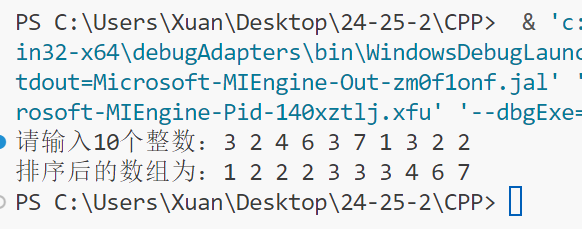 PS C:\Users\Xuan\Desktop\24-25-2\CPP>  & 'c:
in32-x64\debugAdapters\bin\WindowsDebugLaunc
tdout=Microsoft-MIEngine-Out-zm0f1onf.jal' '
rosoft-MIEngine-Pid-140xztlj.xfu' '--dbgExe=
请输入10个整数：3 2 4 6 3 7 1 3 2 2
排序后的数组为：1 2 2 2 3 3 3 4 6 7
PS C:\Users\Xuan\Desktop\24-25-2\CPP>